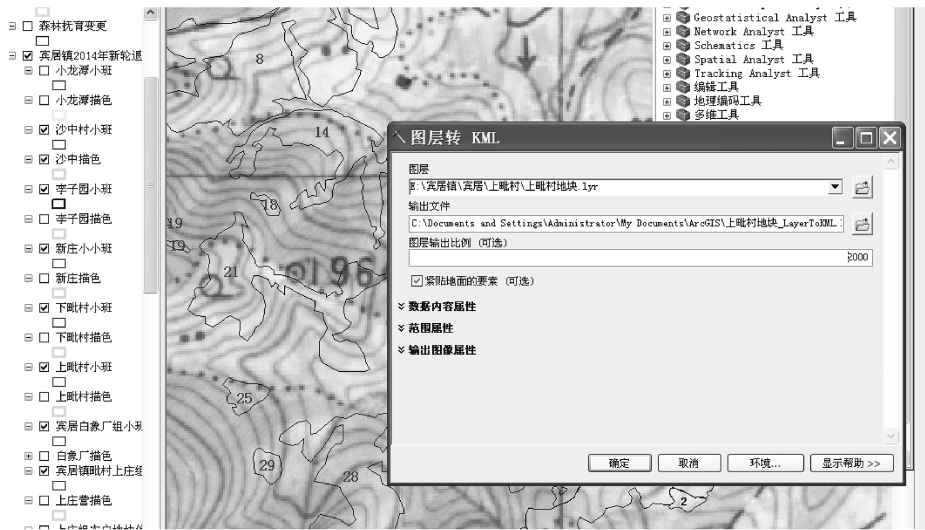 森林抚育变更
宾居镇2014年新轮退
小龙潭小班
小龙潭描色
沙中村小班
沙中描色
李子园小班
李子园描色
新庄小小班
新庄描色
下毗村小班
下毗村描色
上毗村小班
上毗村描色
宾居白象厂组小班
白象厂描色
宾居镇毗村上庄组
上庄营描色
8
14
18
19
19
21
196
25
29
28
2
Geostatistical Analyst 工具
Network Analyst 工具
Schematics 工具
Spatial Analyst 工具
Tracking Analyst 工具
编辑工具
地理编码工具
多维工具
图层转 KML
图层
E:\宾居镇\宾居\上毗村\上毗村地块.lyr
输出文件
C:\Documents and Settings\Administrator\My Documents\ArcGIS\上毗村地块_LayerToKML.
图层输出比例 (可选)
2000
紧贴地面的要素 (可选)
数据内容属性
范围属性
输出图像属性
确定
取消
环境...
显示帮助 >>